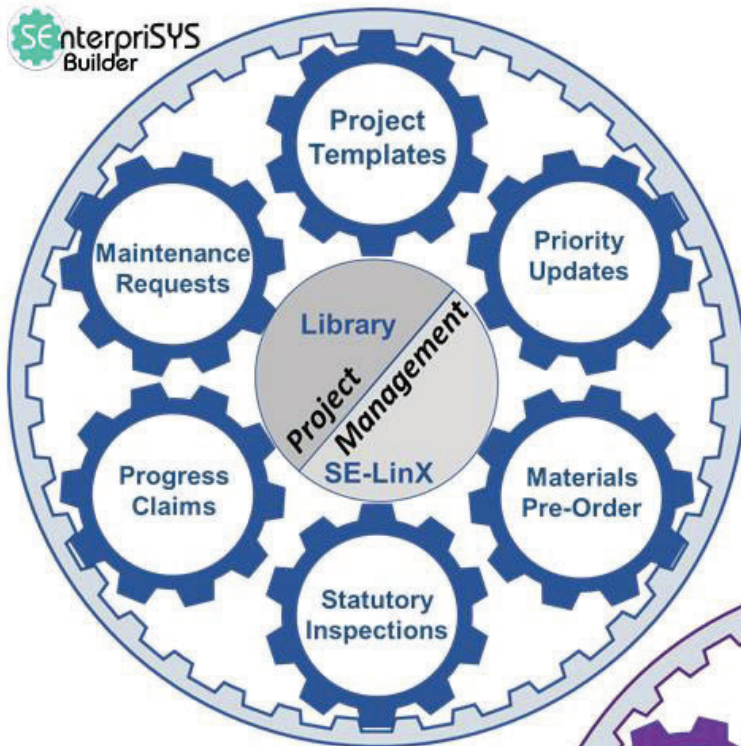 SEnterpriSYS
Builder
Project
Templates
Priority
Updates
Maintenance
Requests
Library
Project
Management
SE-LinX
Progress
Claims
Materials
Pre-Order
Statutory
Inspections